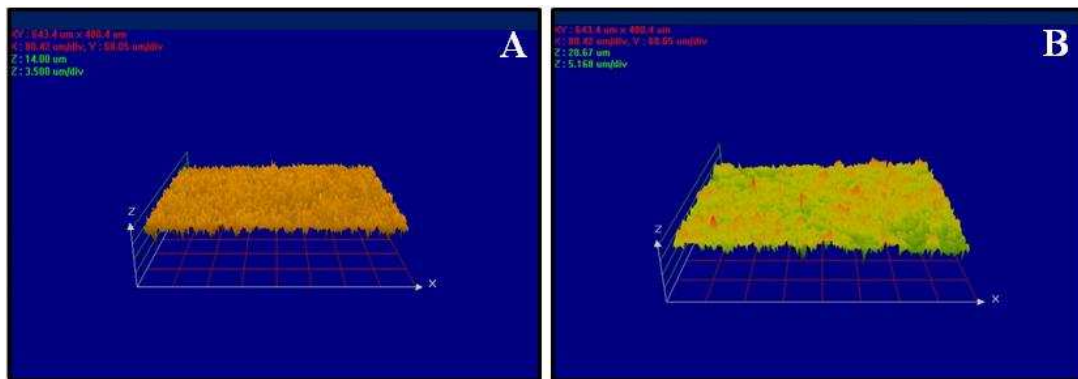 XY : 643.4 um x 480.4 um
X : 80.42 um/div, Y : 60.05 um/div
Z : 14.00 um
Z : 3.500 um/div
A
Z
X
XY : 643.4 um x 480.4 um
X : 80.42 um/div, Y : 60.05 um/div
Z : 20.67 um
Z : 5.168 um/div
B
Z
X